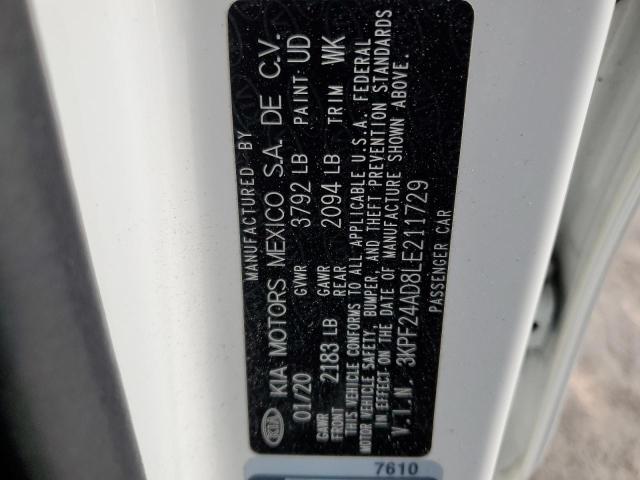 MANUFACTURED BY
KIA KIA MOTORS MEXICO S.A. DE C.V.
01/20 GVWR 3792 LB PAINT UD
GAWR FRONT 2183 LB GAWR REAR 2094 LB TRIM WK
THIS VEHICLE CONFORMS TO ALL APPLICABLE U.S.A. FEDERAL
MOTOR VEHICLE SAFETY, BUMPER, AND THEFT PREVENTION STANDARDS
IN EFFECT ON THE DATE OF MANUFACTURE SHOWN ABOVE.
V.I.N. 3KPF24AD8LE211729
PASSENGER CAR
7610